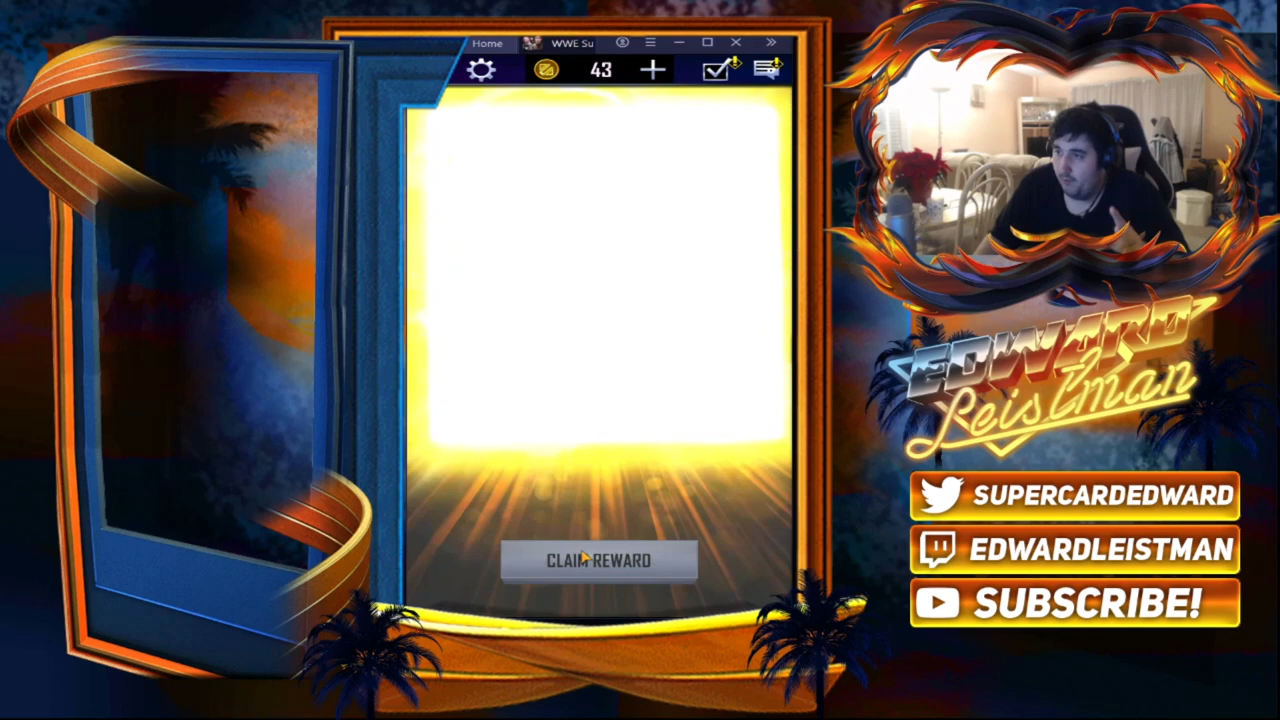 Home
WWE Su
43
CLAIM REWARD
EDWARD
Leistman
SUPERCARDEDWARD
EDWARDLEISTMAN
SUBSCRIBE!